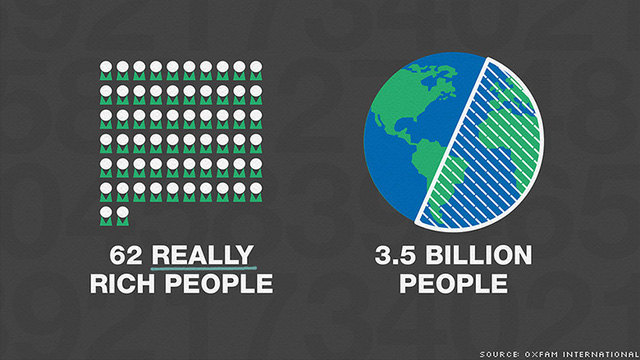 62 REALLY
RICH PEOPLE
3.5 BILLION
PEOPLE
SOURCE: OXFAM INTERNATIONAL